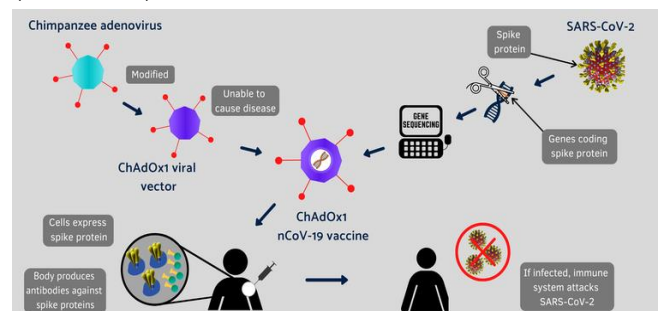 Chimpanzee adenovirus
SARS-CoV-2
Spike
protein
Modified
Unable to
cause disease
GENE
SEQUENCING
Genes coding
spike protein
ChAdOx1 viral
vector
ChAdOx1
nCoV-19 vaccine
Cells express
spike protein
Body produces
antibodies against
spike proteins
If infected, immune
system attacks
SARS-CoV-2